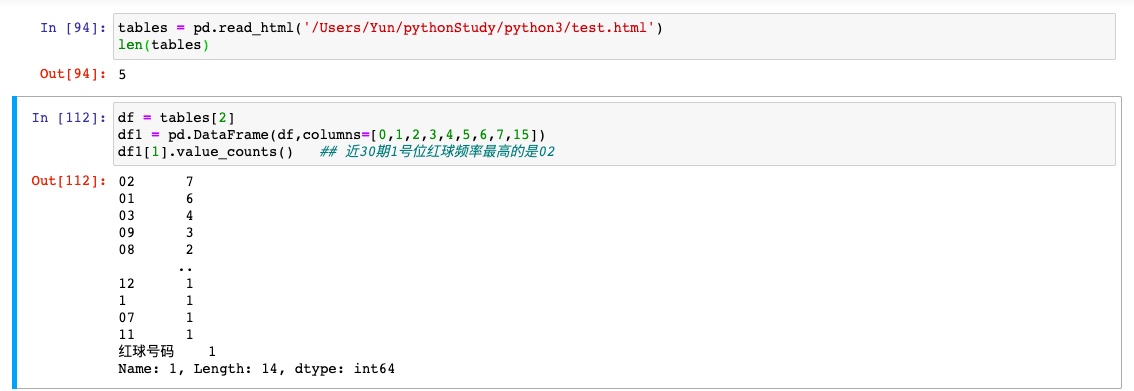 In [94]: tables = pd.read_html('/Users/Yun/pythonStudy/python3/test.html')
len(tables)
Out[94]: 5
In [112]: df = tables[2]
df1 = pd.DataFrame(df,columns=[0,1,2,3,4,5,6,7,15])
df1[1].value_counts()   ## 近30期1号位红球频率最高的是02
Out[112]: 02      7
01      6
03      4
09      3
08      2
..
12      1
1       1
07      1
11      1
红球号码    1
Name: 1, Length: 14, dtype: int64